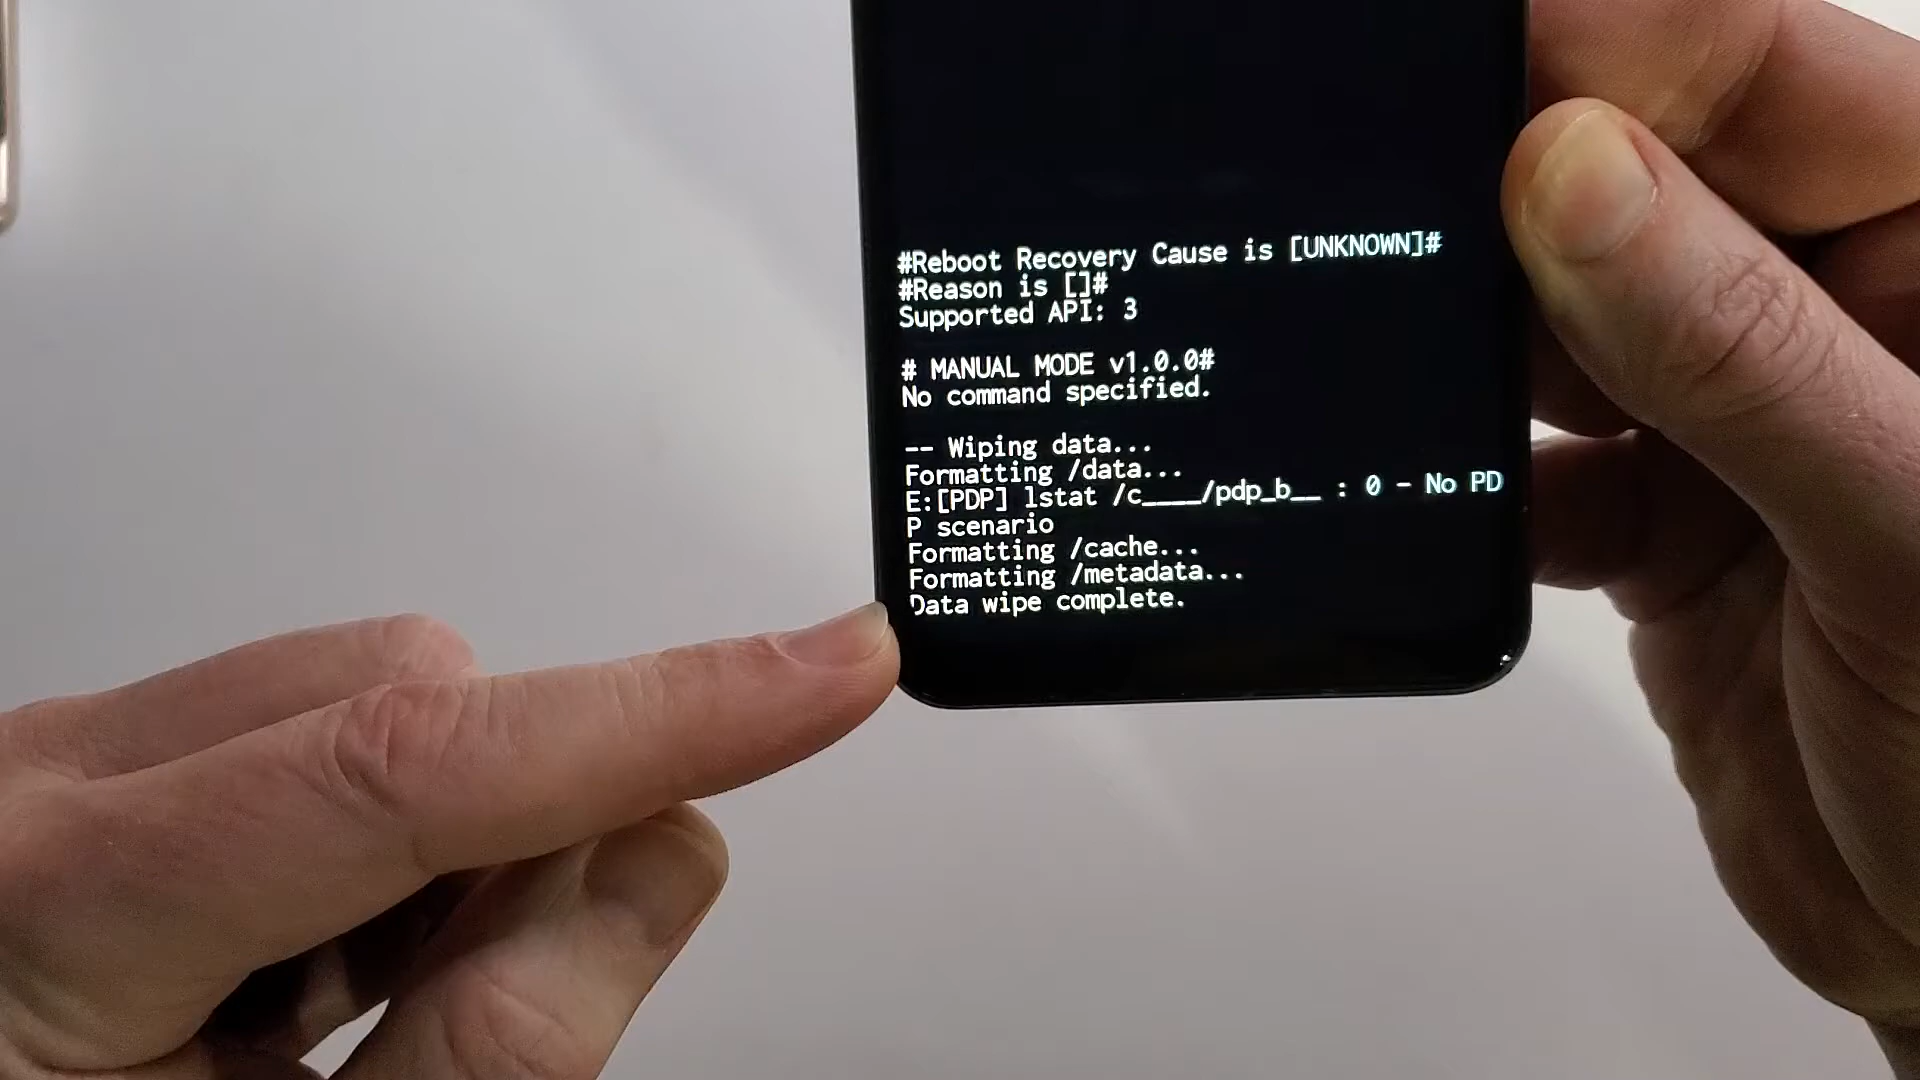 #Reboot Recovery Cause is [UNKNOWN]#
#Reason is []#
Supported API: 3
# MANUAL MODE v1.0.0#
No command specified.
-- Wiping data...
Formatting /data...
E:[PDP] lstat /c____/pdp_b__ : 0 - No PD
P scenario
Formatting /cache...
Formatting /metadata...
Data wipe complete.